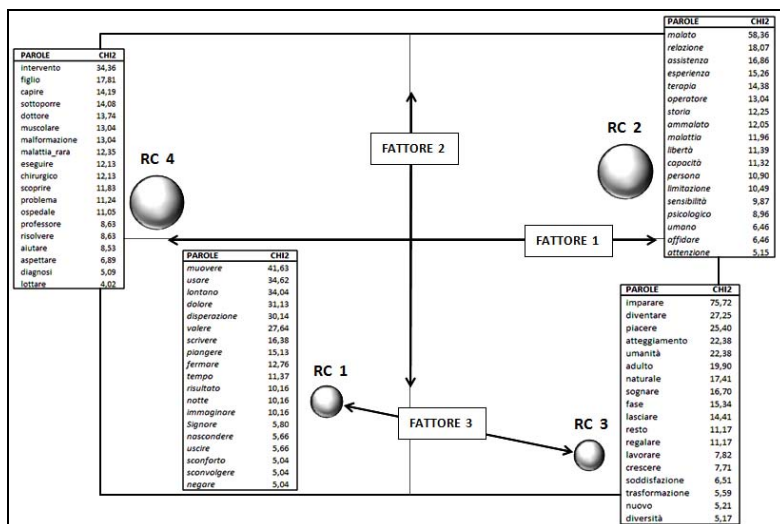 PAROLE CHI2
intervento 34,36
figlio 17,81
capire 14,19
sottoporre 14,08
dottore 13,74
muscolare 13,04
malformazione 13,04
malattia_rara 12,35
eseguire 12,13
chirurgico 12,13
scoprire 11,83
problema 11,24
ospedale 11,05
professore 8,63
risolvere 8,63
aiutare 8,53
aspettare 6,89
diagnosi 5,09
lottare 4,02
RC 4
FATTORE 2
RC 2
PAROLE CHI2
malato 58,36
relazione 18,07
assistenza 16,86
esperienza 15,26
terapia 14,38
operatore 13,04
storia 12,25
ammalato 12,05
malattia 11,96
libertà 11,39
capacità 11,32
persona 10,90
limitazione 10,49
sensibilità 9,87
psicologico 8,96
umano 6,46
affidare 6,46
attenzione 5,15
FATTORE 1
PAROLE CHI2
muovere 41,63
usare 34,62
lontano 34,04
dolore 31,13
disperazione 30,14
valere 27,64
scrivere 16,38
piangere 15,13
fermare 12,76
tempo 11,37
risultato 10,16
notte 10,16
immaginare 10,16
Signore 5,80
nascondere 5,66
uscire 5,66
sconforto 5,04
sconvolgere 5,04
negare 5,04
RC 1
FATTORE 3
RC 3
PAROLE CHI2
imparare 75,72
diventare 27,25
piacere 25,40
atteggiamento 22,38
umanità 22,38
adulto 19,90
naturale 17,41
sognare 16,70
fase 15,34
lasciare 14,41
resto 11,17
regalare 11,17
lavorare 7,82
crescere 7,71
soddisfazione 6,51
trasformazione 5,59
nuovo 5,21
diversità 5,17